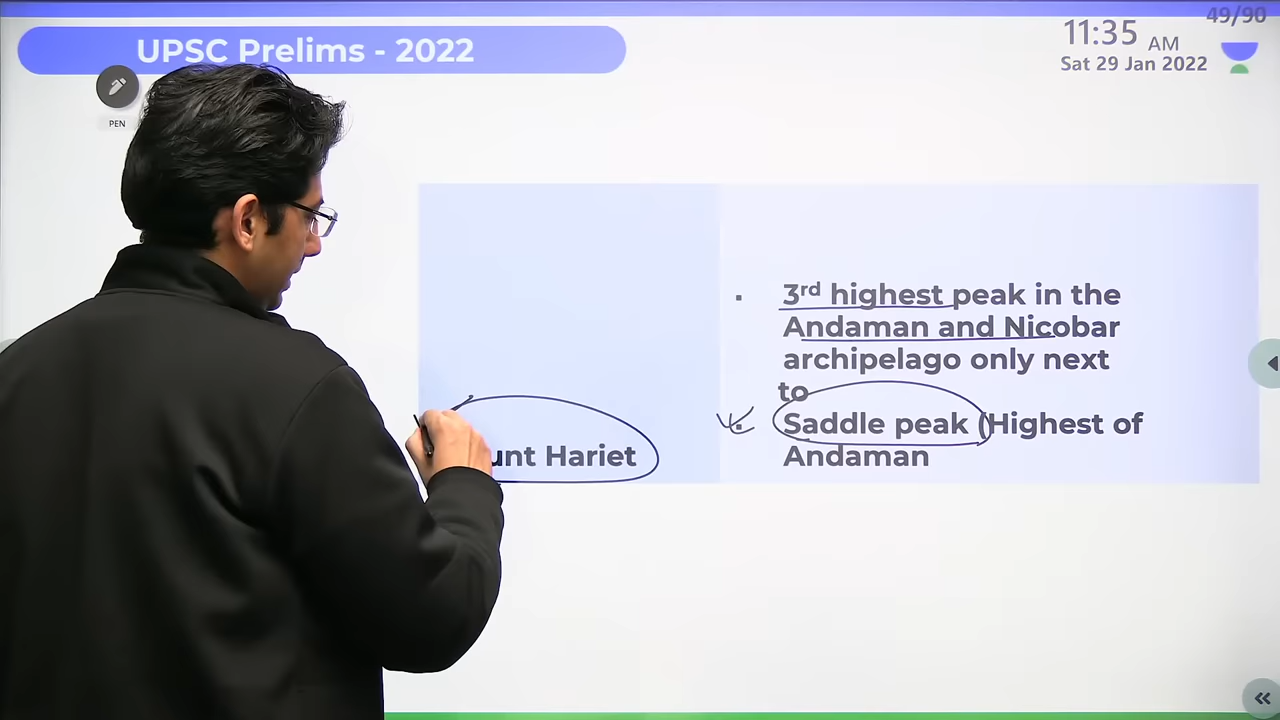 49/90
UPSC Prelims - 2022
11:35 AM
Sat 29 Jan 2022
PEN
3rd highest peak in the
Andaman and Nicobar
archipelago only next
to
Saddle peak (Highest of
Andaman
Hariet